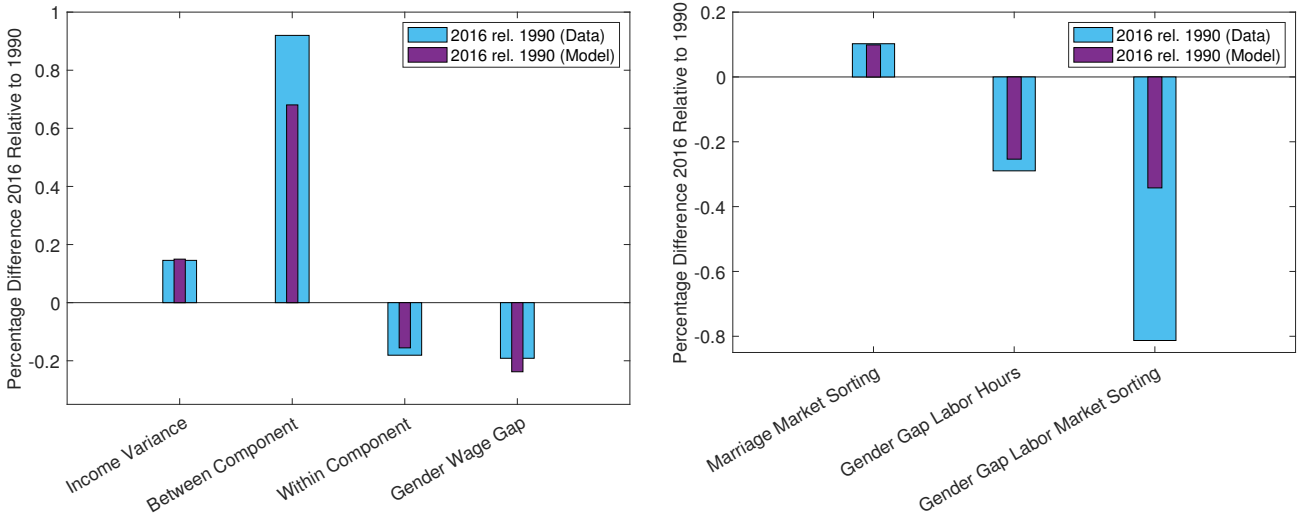 Percentage Difference 2016 Relative to 1990
1
0.8
0.6
0.4
0.2
0
-0.2
2016 rel. 1990 (Data)
2016 rel. 1990 (Model)
Income Variance
Between Component
Within Component
Gender Wage Gap
Percentage Difference 2016 Relative to 1990
0.2
0
-0.2
-0.4
-0.6
-0.8
2016 rel. 1990 (Data)
2016 rel. 1990 (Model)
Marriage Market Sorting
Gender Gap Labor Hours
Gender Gap Labor Market Sorting